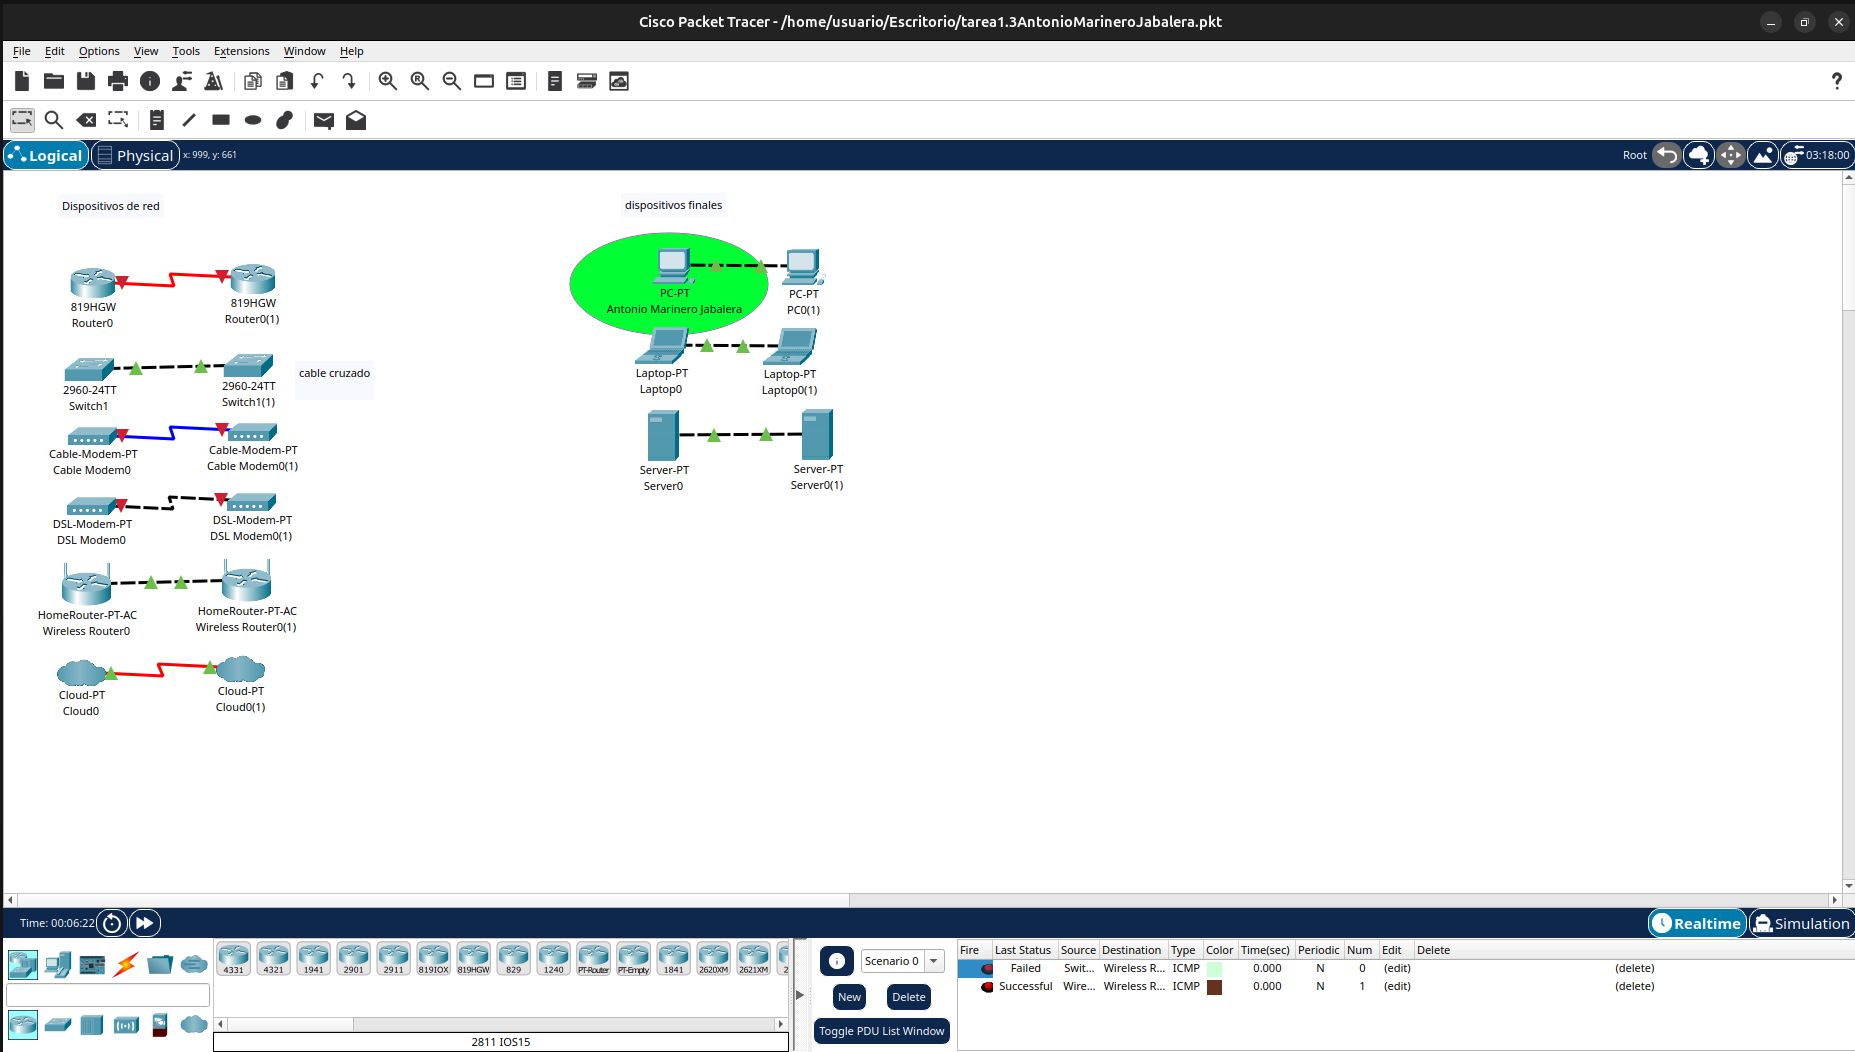 Cisco Packet Tracer - /home/usuario/Escritorio/tarea1.3AntonioMarineroJabalera.pkt
File Edit Options View Tools Extensions Window Help
Logical Physical x: 999, y: 661 Root 03:18:00
Dispositivos de red
dispositivos finales
819HGW
Router0
819HGW
Router0(1)
PC-PT
Antonio Marinero Jabalera
PC-PT
PC0(1)
2960-24TT
Switch1
2960-24TT
Switch1(1)
cable cruzado
Laptop-PT
Laptop0
Laptop-PT
Laptop0(1)
Cable-Modem-PT
Cable Modem0
Cable-Modem-PT
Cable Modem0(1)
Server-PT
Server0
Server-PT
Server0(1)
DSL-Modem-PT
DSL Modem0
DSL-Modem-PT
DSL Modem0(1)
HomeRouter-PT-AC
Wireless Router0
HomeRouter-PT-AC
Wireless Router0(1)
Cloud-PT
Cloud0
Cloud-PT
Cloud0(1)
Time: 00:06:22 Realtime Simulation
4331 4321 1941 2901 2911 819IOX 819HGW 829 1240 PT-Router PT-Empty 1841 2620XM 2621XM 2
2811 IOS15
Scenario 0
New Delete
Toggle PDU List Window
Fire Last Status Source Destination Type Color Time(sec) Periodic Num Edit Delete
Failed Swit... Wireless R... ICMP 0.000 N 0 (edit) (delete)
Successful Wire... Wireless R... ICMP 0.000 N 1 (edit) (delete)